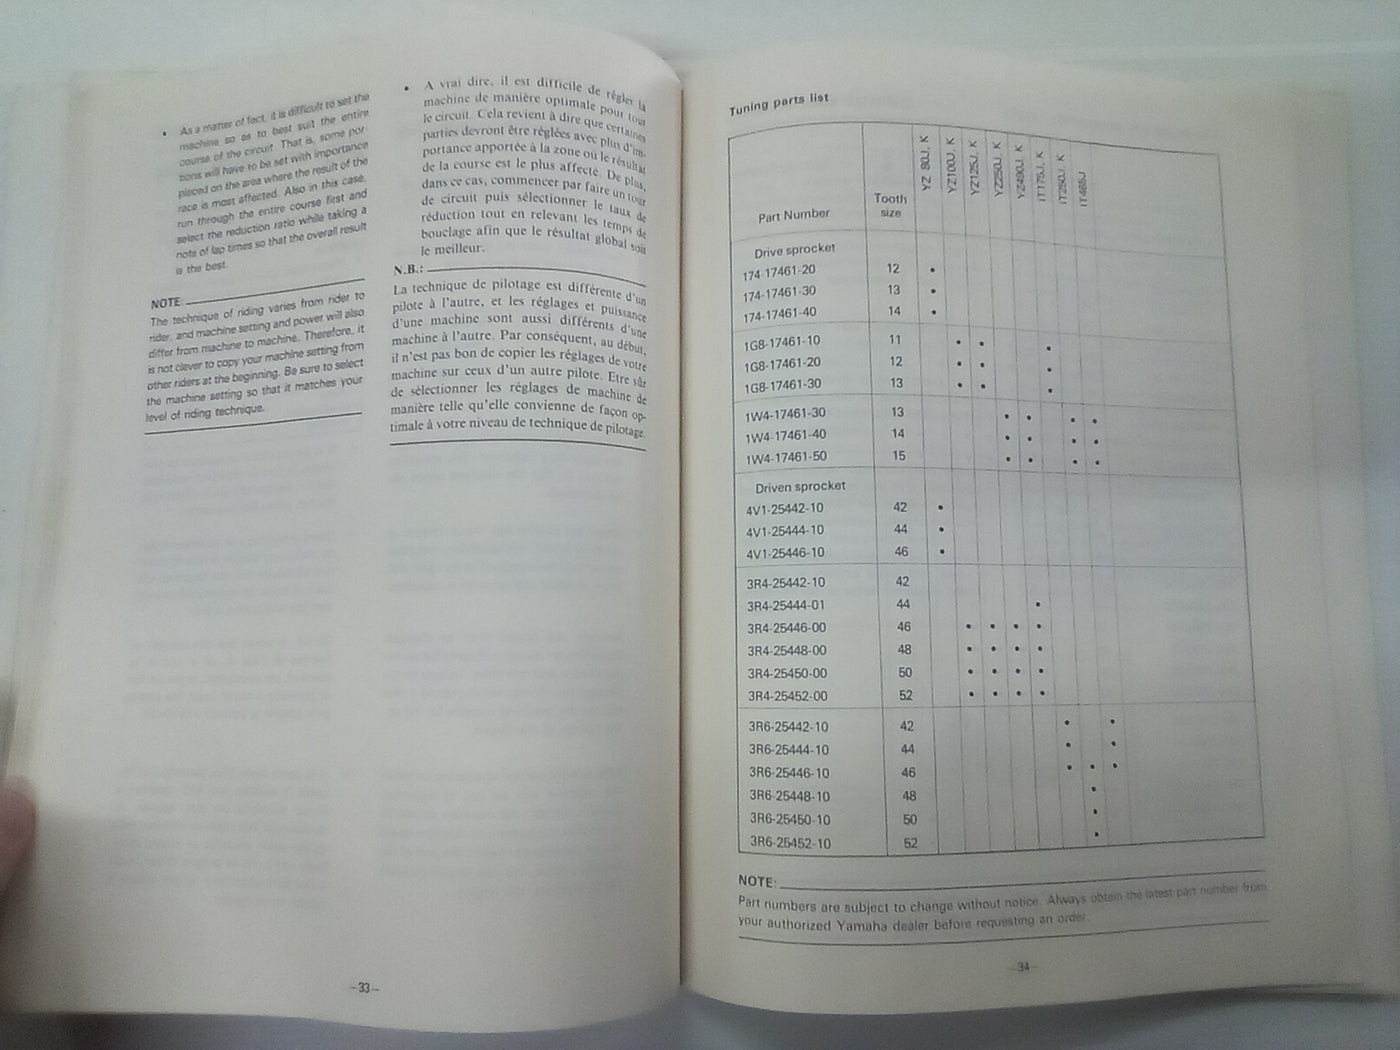 • As a matter of fact, it is difficult to set the
machine so as to best suit the entire
course of the circuit. That is, some por-
tions will have to be set with importance
placed on the area where the result of the
race is most affected. Also in this case,
run through the entire course first and
select the reduction ratio while taking a
note of lap times so that the overall result
is the best.
NOTE:
The technique of riding varies from rider to
rider, and machine setting and power will also
differ from machine to machine. Therefore, it
is not clever to copy your machine setting from
other riders at the beginning. Be sure to select
the machine setting so that it matches your
level of riding technique.
• A vrai dire, il est difficile de régler la
machine de manière optimale pour tout
le circuit. Cela revient à dire que certaines
parties devront être réglées avec plus d'im-
portance apportée à la zone où le résultat
de la course est le plus affecté. De plus,
dans ce cas, commencer par faire un tour
de circuit puis sélectionner le taux de
réduction tout en relevant les temps de
bouclage afin que le résultat global soit
le meilleur.
N.B.:
La technique de pilotage est différente d'un
pilote à l'autre, et les réglages et puissance
d'une machine sont aussi différents d'une
machine à l'autre. Par conséquent, au début,
il n'est pas bon de copier les réglages de votre
machine sur ceux d'un autre pilote. Etre sûr
de sélectionner les réglages de machine de
manière telle qu'elle convienne de façon op-
timale à votre niveau de technique de pilotage.
–33–
Tuning parts list
Part Number Tooth size YZ 80J, K YZ100J, K YZ125J, K YZ250J, K YZ490J, K IT175J, K IT250J, K IT465J
Drive sprocket
174-17461-20 12 •
174-17461-30 13 •
174-17461-40 14 •
1G8-17461-10 11 • • •
1G8-17461-20 12 • • •
1G8-17461-30 13 • • •
1W4-17461-30 13 • • • •
1W4-17461-40 14 • • • •
1W4-17461-50 15 • • • •
Driven sprocket
4V1-25442-10 42 •
4V1-25444-10 44 •
4V1-25446-10 46 •
3R4-25442-10 42
3R4-25444-01 44 •
3R4-25446-00 46 • • • •
3R4-25448-00 48 • • • •
3R4-25450-00 50 • • • •
3R4-25452-00 52 • • • •
3R6-25442-10 42 • •
3R6-25444-10 44 • •
3R6-25446-10 46 • • •
3R6-25448-10 48 •
3R6-25450-10 50 •
3R6-25452-10 52 •
NOTE:
Part numbers are subject to change without notice. Always obtain the latest part number from
your authorized Yamaha dealer before requesting an order.
–34–